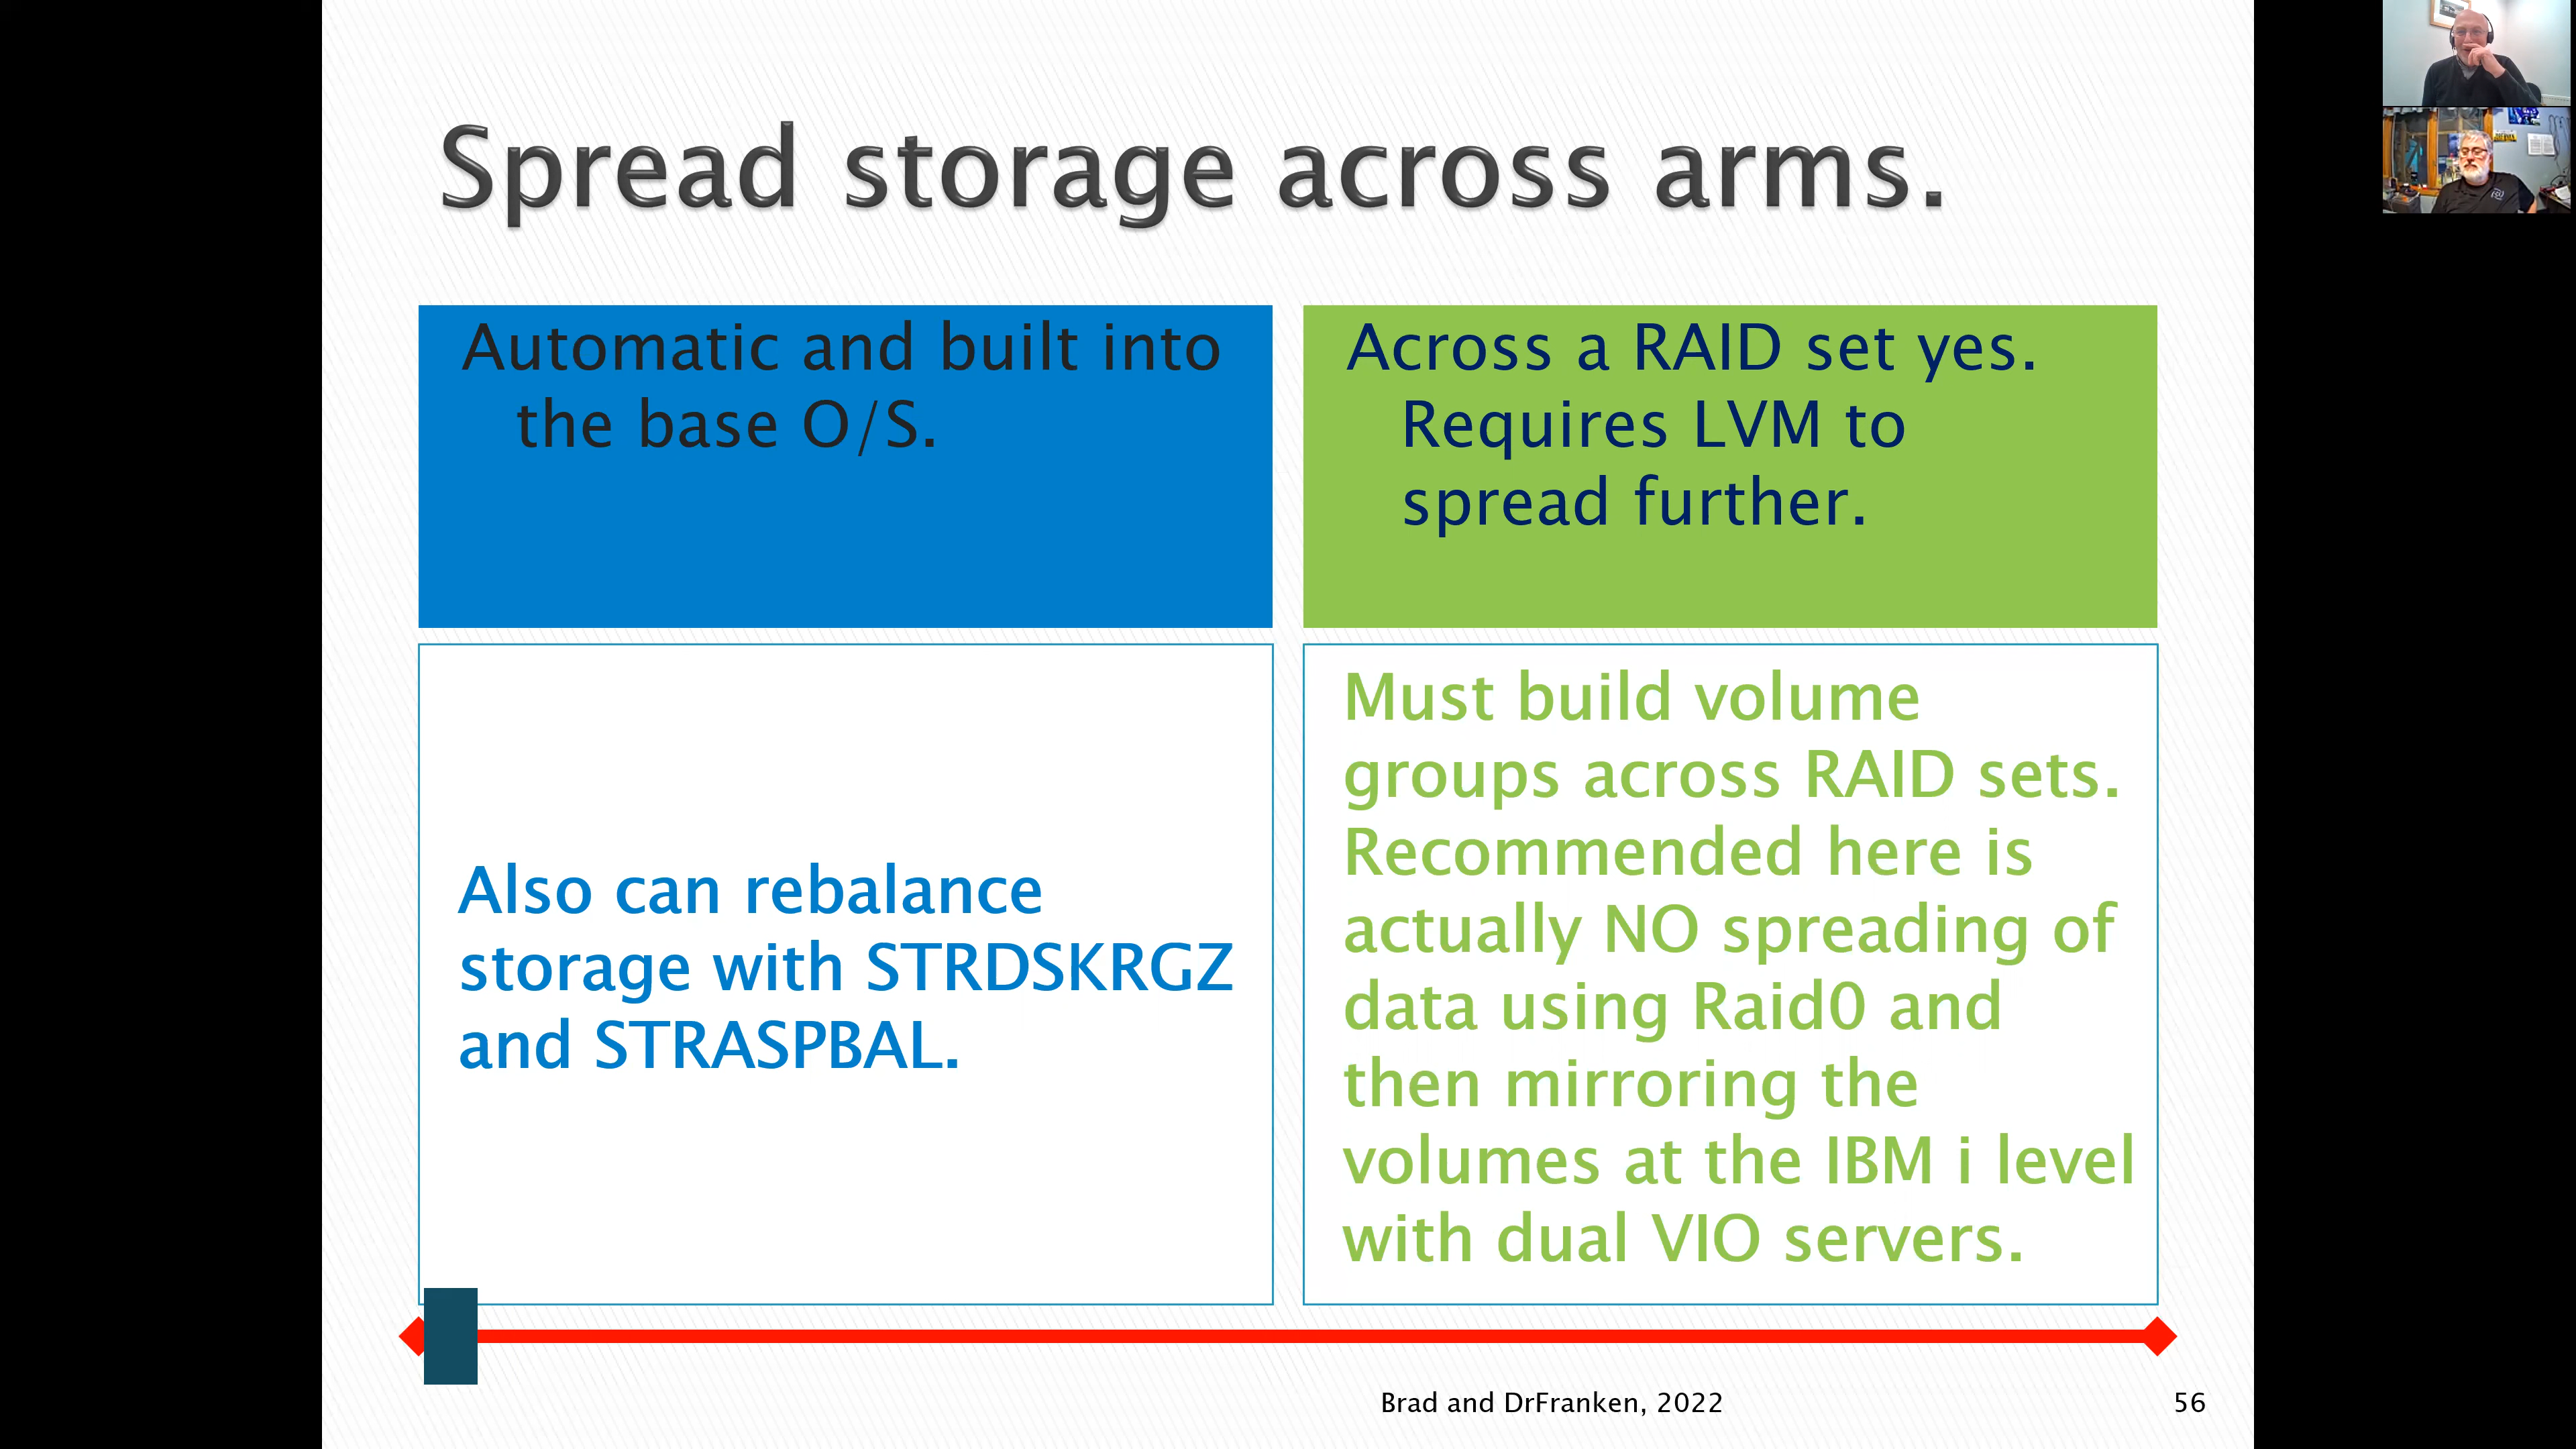 Spread storage across arms.
Automatic and built into
the base O/S.
Across a RAID set yes.
Requires LVM to
spread further.
Also can rebalance
storage with STRDSKRGZ
and STRASPBAL.
Must build volume
groups across RAID sets.
Recommended here is
actually NO spreading of
data using Raid0 and
then mirroring the
volumes at the IBM i level
with dual VIO servers.
Brad and DrFranken, 2022
56